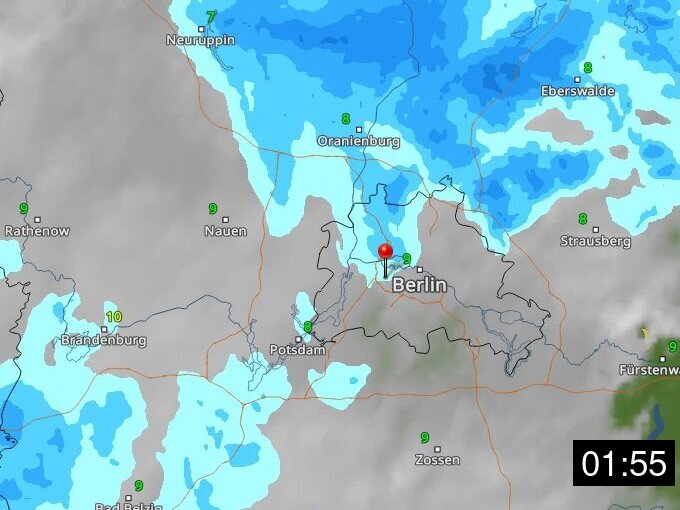 7
Neuruppin
8
Eberswalde
8
Oranienburg
9
Rathenow
9
Nauen
8
Strausberg
9
Berlin
10
Brandenburg
8
Potsdam
9
Fürstenwa
9
Zossen
01:55
9
Bad Belzig